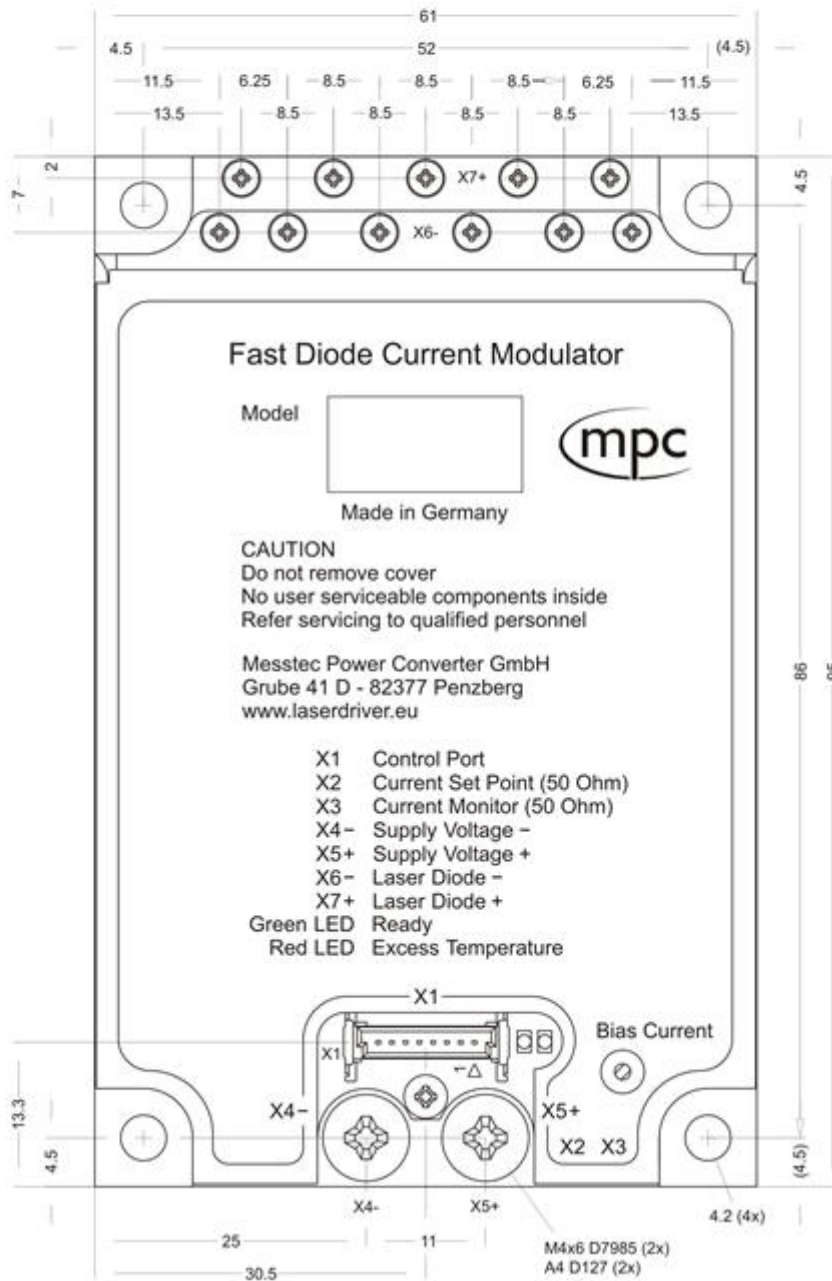 61
4.5 52 (4.5)
11.5 6.25 8.5 8.5 8.5 6.25 11.5
13.5 8.5 8.5 8.5 8.5 13.5
2
7
4.5
X7+
X6-
Fast Diode Current Modulator
Model
mpc
Made in Germany
CAUTION
Do not remove cover
No user serviceable components inside
Refer servicing to qualified personnel
Messtec Power Converter GmbH
Grube 41 D - 82377 Penzberg
www.laserdriver.eu
86
X1 Control Port
X2 Current Set Point (50 Ohm)
X3 Current Monitor (50 Ohm)
X4− Supply Voltage −
X5+ Supply Voltage +
X6− Laser Diode −
X7+ Laser Diode +
Green LED Ready
Red LED Excess Temperature
X1
Bias Current
X1
1
13.3
X4− X5+
X2 X3
4.5
(4.5)
X4- X5+
4.2 (4x)
25 11
M4x6 D7985 (2x)
A4 D127 (2x)
30.5